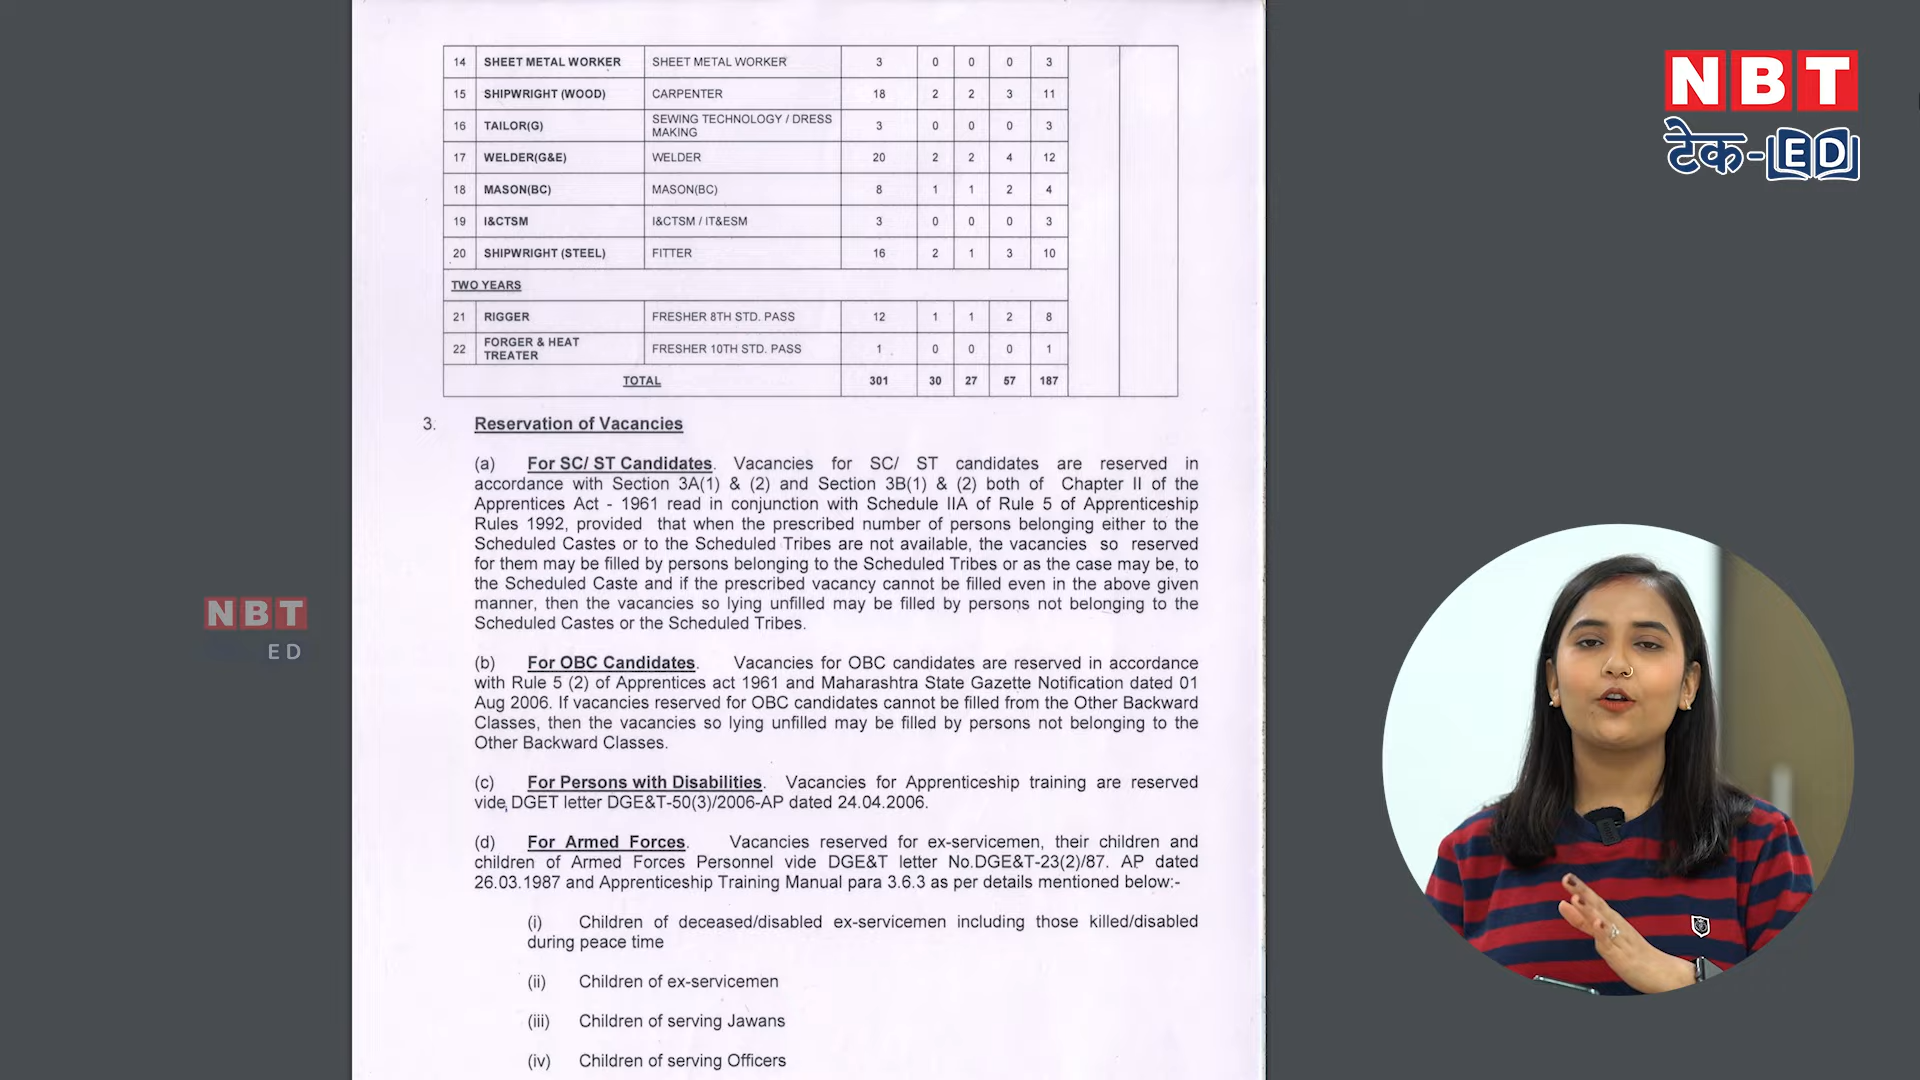 14 SHEET METAL WORKER SHEET METAL WORKER 3 0 0 0 3
15 SHIPWRIGHT (WOOD) CARPENTER 18 2 2 3 11
16 TAILOR(G) SEWING TECHNOLOGY / DRESS MAKING 3 0 0 0 3
17 WELDER(G&E) WELDER 20 2 2 4 12
18 MASON(BC) MASON(BC) 8 1 1 2 4
19 I&CTSM I&CTSM / IT&ESM 3 0 0 0 3
20 SHIPWRIGHT (STEEL) FITTER 16 2 1 3 10
TWO YEARS
21 RIGGER FRESHER 8TH STD. PASS 12 1 1 2 8
22 FORGER & HEAT TREATER FRESHER 10TH STD. PASS 1 0 0 0 1
TOTAL 301 30 27 57 187
3. Reservation of Vacancies
(a) For SC/ ST Candidates. Vacancies for SC/ ST candidates are reserved in
accordance with Section 3A(1) & (2) and Section 3B(1) & (2) both of Chapter II of the
Apprentices Act - 1961 read in conjunction with Schedule IIA of Rule 5 of Apprenticeship
Rules 1992, provided that when the prescribed number of persons belonging either to the
Scheduled Castes or to the Scheduled Tribes are not available, the vacancies so reserved
for them may be filled by persons belonging to the Scheduled Tribes or as the case may be, to
the Scheduled Caste and if the prescribed vacancy cannot be filled even in the above given
manner, then the vacancies so lying unfilled may be filled by persons not belonging to the
Scheduled Castes or the Scheduled Tribes.
(b) For OBC Candidates. Vacancies for OBC candidates are reserved in accordance
with Rule 5 (2) of Apprentices act 1961 and Maharashtra State Gazette Notification dated 01
Aug 2006. If vacancies reserved for OBC candidates cannot be filled from the Other Backward
Classes, then the vacancies so lying unfilled may be filled by persons not belonging to the
Other Backward Classes.
(c) For Persons with Disabilities. Vacancies for Apprenticeship training are reserved
vide, DGET letter DGE&T-50(3)/2006-AP dated 24.04.2006.
(d) For Armed Forces. Vacancies reserved for ex-servicemen, their children and
children of Armed Forces Personnel vide DGE&T letter No.DGE&T-23(2)/87. AP dated
26.03.1987 and Apprenticeship Training Manual para 3.6.3 as per details mentioned below:-
(i) Children of deceased/disabled ex-servicemen including those killed/disabled
during peace time
(ii) Children of ex-servicemen
(iii) Children of serving Jawans
(iv) Children of serving Officers
NBT
टेक-ED
NBT
ED